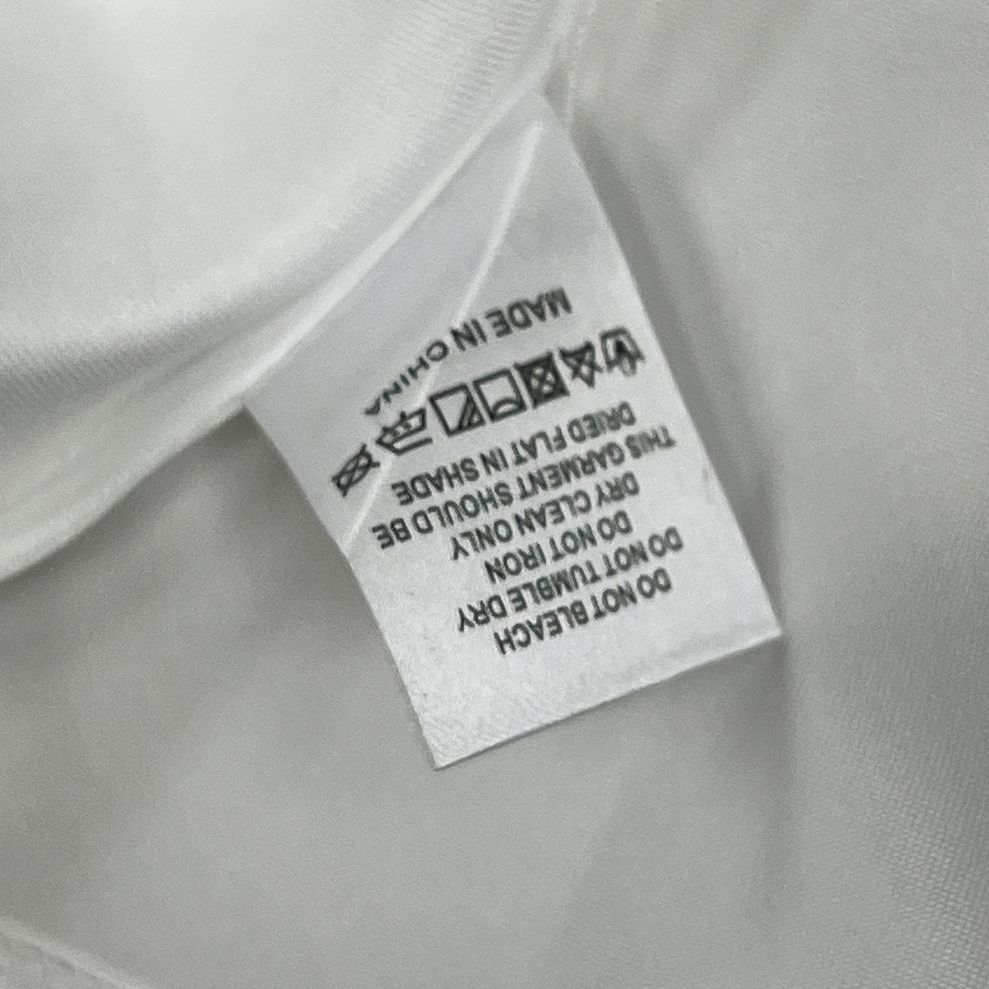 DO NOT BLEACH
DO NOT TUMBLE DRY
DO NOT IRON
DRY CLEAN ONLY
THIS GARMENT SHOULD BE
DRIED FLAT IN SHADE
MADE IN CHINA